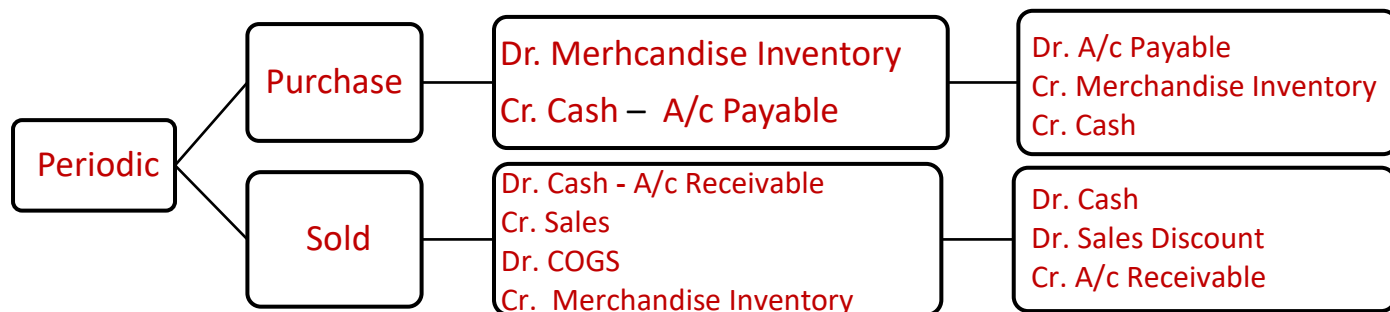 Periodic
Purchase
Dr. Merhcandise Inventory
Cr. Cash – A/c Payable
Dr. A/c Payable
Cr. Merchandise Inventory
Cr. Cash
Sold
Dr. Cash - A/c Receivable
Cr. Sales
Dr. COGS
Cr. Merchandise Inventory
Dr. Cash
Dr. Sales Discount
Cr. A/c Receivable